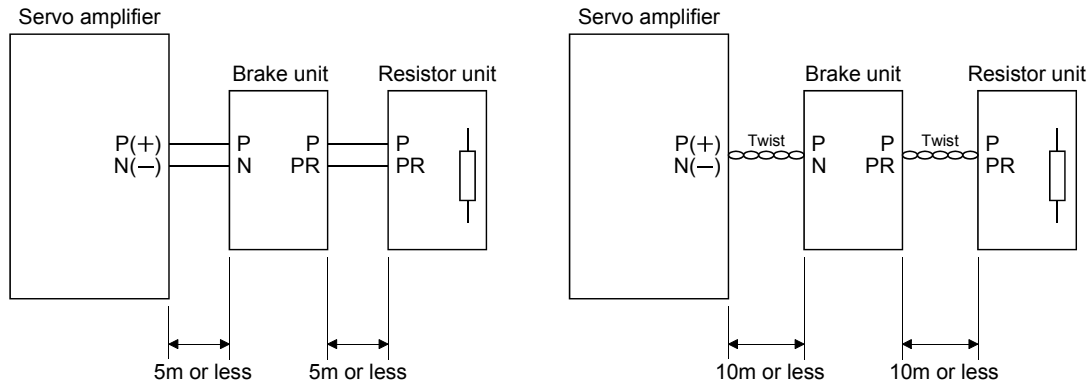 Servo amplifier
Brake unit
Resistor unit
P(+)
N(−)
P
N
P
PR
P
PR
5m or less
5m or less
Servo amplifier
Brake unit
Resistor unit
P(+)
N(−)
Twist
P
N
P
PR
Twist
P
PR
10m or less
10m or less